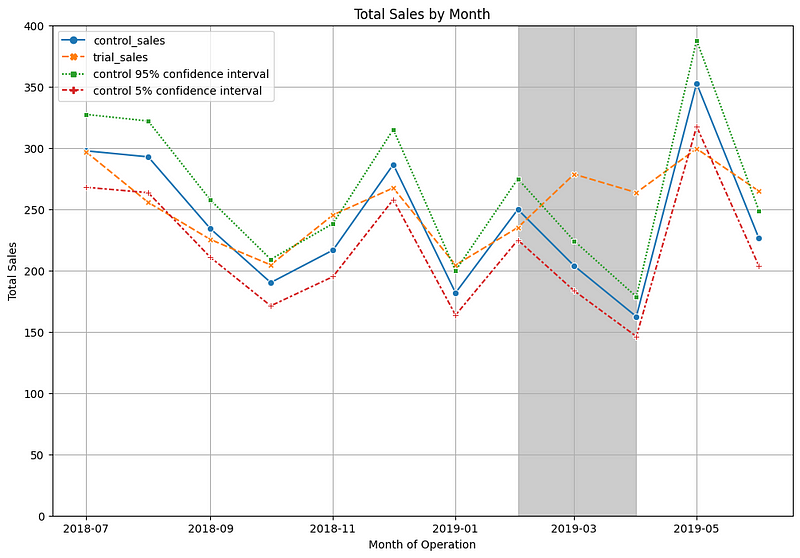 Total Sales by Month
control_sales
trial_sales
control 95% confidence interval
control 5% confidence interval
400
350
300
250
200
150
100
50
0
Total Sales
2018-07 2018-09 2018-11 2019-01 2019-03 2019-05
Month of Operation